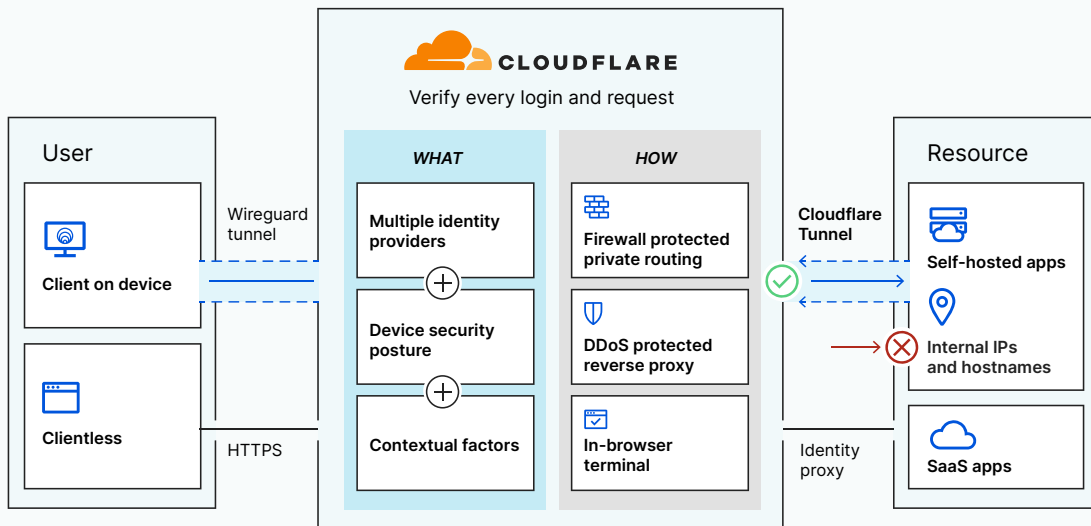 CLOUDFLARE
Verify every login and request
User
Client on device
Clientless
Wireguard
tunnel
HTTPS
WHAT
Multiple identity
providers
Device security
posture
Contextual factors
HOW
Firewall protected
private routing
DDoS protected
reverse proxy
In-browser
terminal
Cloudflare
Tunnel
Identity
proxy
Resource
Self-hosted apps
Internal IPs
and hostnames
SaaS apps